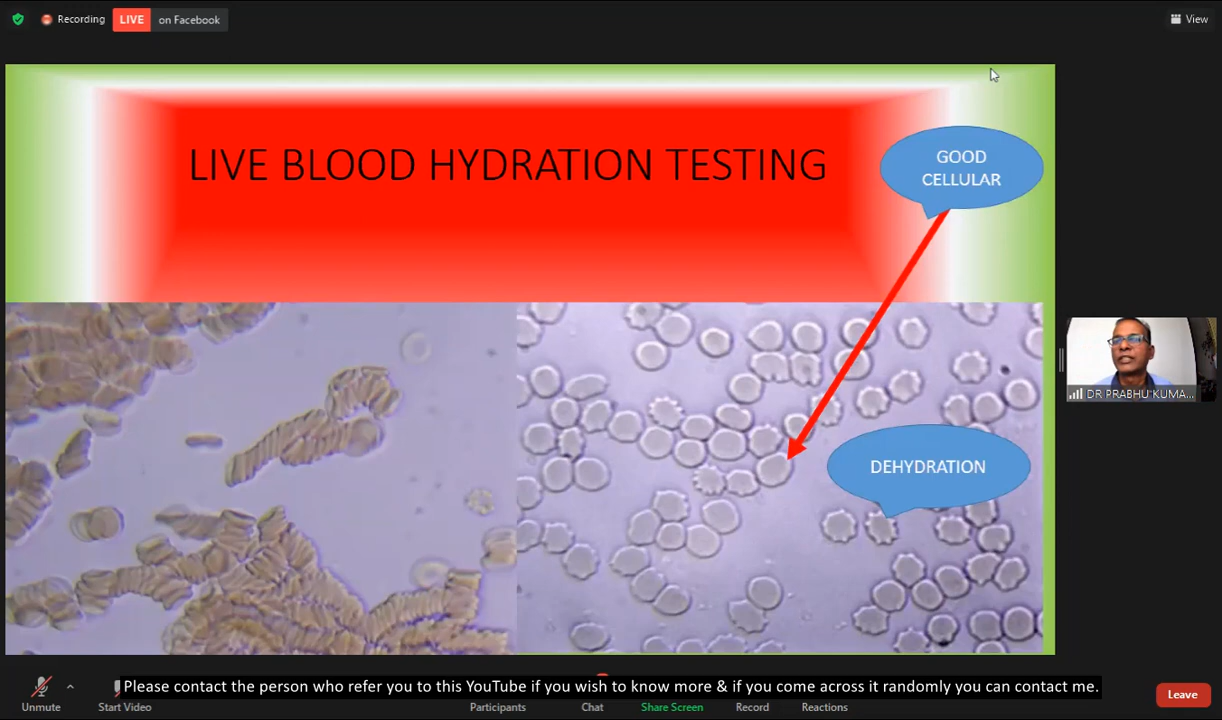 Recording
LIVE on Facebook
View
LIVE BLOOD HYDRATION TESTING
GOOD
CELLULAR
DEHYDRATION
DR PRABHU KUMA...
Please contact the person who refer you to this YouTube if you wish to know more & if you come across it randomly you can contact me.
Unmute
Start Video
Participants
Chat
Share Screen
Record
Reactions
Leave